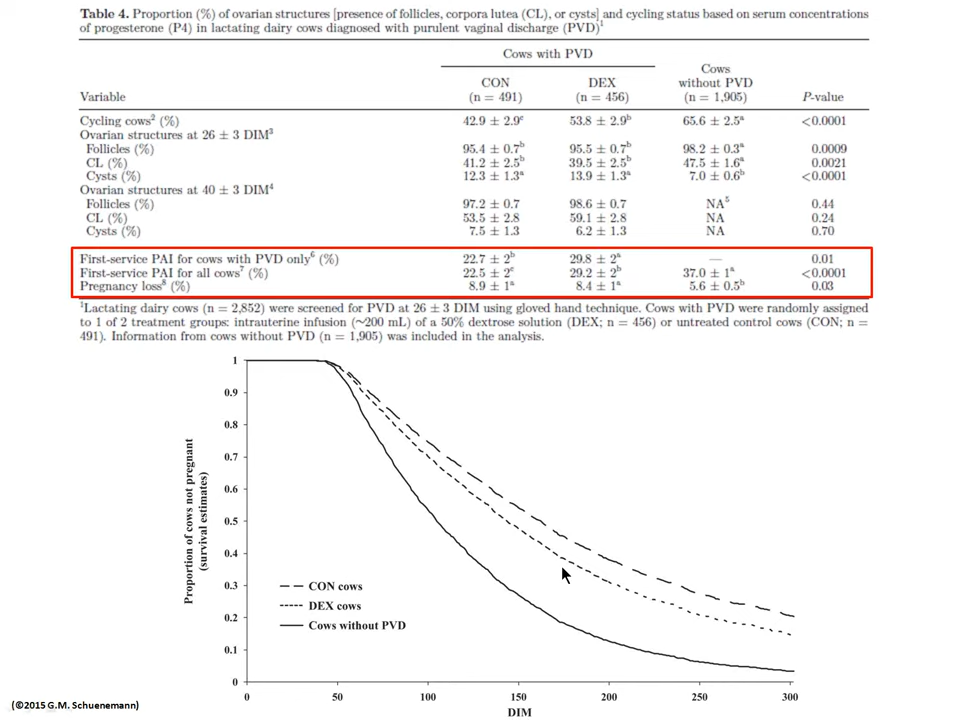 Table 4. Proportion (%) of ovarian structures [presence of follicles, corpora lutea (CL), or cysts] and cycling status based on serum concentrations
of progesterone (P4) in lactating dairy cows diagnosed with purulent vaginal discharge (PVD)¹
Cows with PVD
Variable
CON
(n = 491)
DEX
(n = 456)
Cows
without PVD
(n = 1,905)
P-value
Cycling cows² (%) 42.9 ± 2.9ᶜ 53.8 ± 2.9ᵇ 65.6 ± 2.5ᵃ <0.0001
Ovarian structures at 26 ± 3 DIM³
Follicles (%) 95.4 ± 0.7ᵇ 95.5 ± 0.7ᵇ 98.2 ± 0.3ᵃ 0.0009
CL (%) 41.2 ± 2.5ᵇ 39.5 ± 2.5ᵇ 47.5 ± 1.6ᵃ 0.0021
Cysts (%) 12.3 ± 1.3ᵃ 13.9 ± 1.3ᵃ 7.0 ± 0.6ᵇ <0.0001
Ovarian structures at 40 ± 3 DIM⁴
Follicles (%) 97.2 ± 0.7 98.6 ± 0.7 NA⁵ 0.44
CL (%) 53.5 ± 2.8 59.1 ± 2.8 NA 0.24
Cysts (%) 7.5 ± 1.3 6.2 ± 1.3 NA 0.70
First-service PAI for cows with PVD only⁶ (%) 22.7 ± 2ᵇ 29.8 ± 2ᵃ — 0.01
First-service PAI for all cows⁷ (%) 22.5 ± 2ᶜ 29.2 ± 2ᵇ 37.0 ± 1ᵃ <0.0001
Pregnancy loss⁸ (%) 8.9 ± 1ᵃ 8.4 ± 1ᵃ 5.6 ± 0.5ᵇ 0.03
¹Lactating dairy cows (n = 2,852) were screened for PVD at 26 ± 3 DIM using gloved hand technique. Cows with PVD were randomly assigned
to 1 of 2 treatment groups: intrauterine infusion (~200 mL) of a 50% dextrose solution (DEX; n = 456) or untreated control cows (CON; n =
491). Information from cows without PVD (n = 1,905) was included in the analysis.
Proportion of cows not pregnant
(survival estimates)
1
0.9
0.8
0.7
0.6
0.5
0.4
0.3
0.2
0.1
0
CON cows
DEX cows
Cows without PVD
0 50 100 150 200 250 300
DIM
(©2015 G.M. Schuenemann)